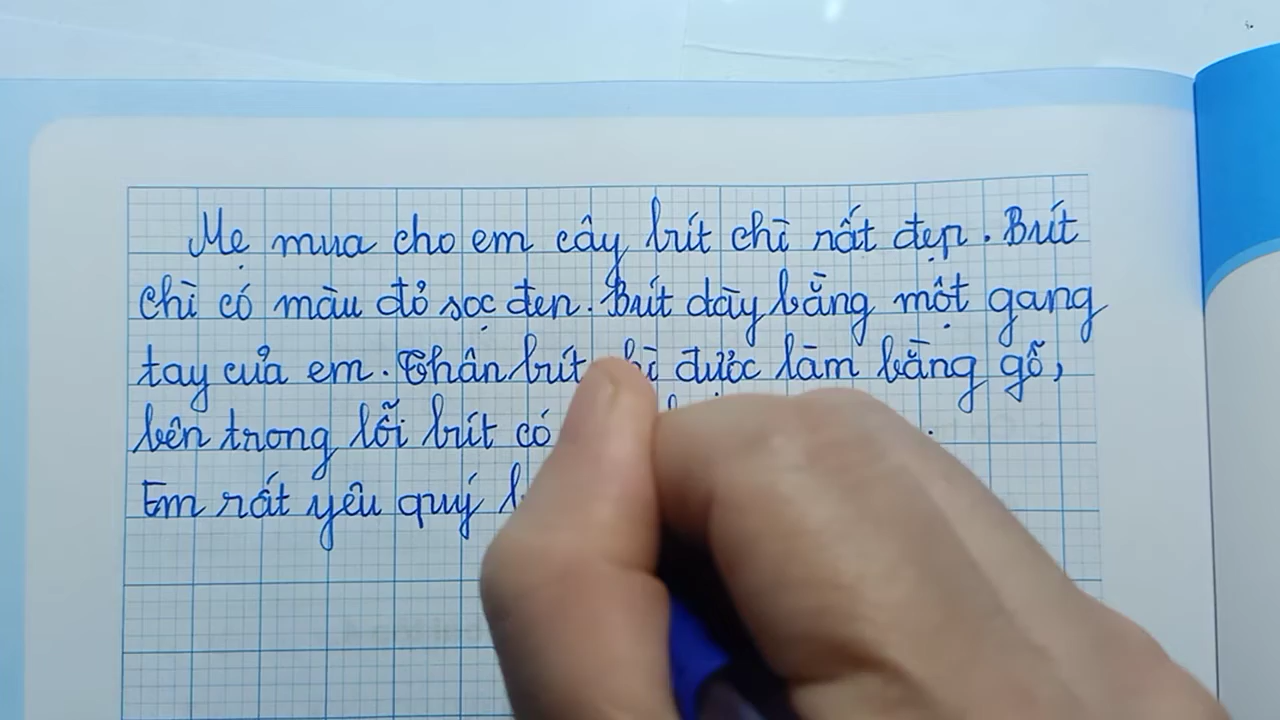 Mẹ mua cho em cây bút chì rất đẹp. Bút
chì có màu đỏ sọc đen. Bút dài bằng một gang
tay của em. Thân bút chì được làm bằng gỗ,
bên trong lõi bút có
Em rất yêu quý